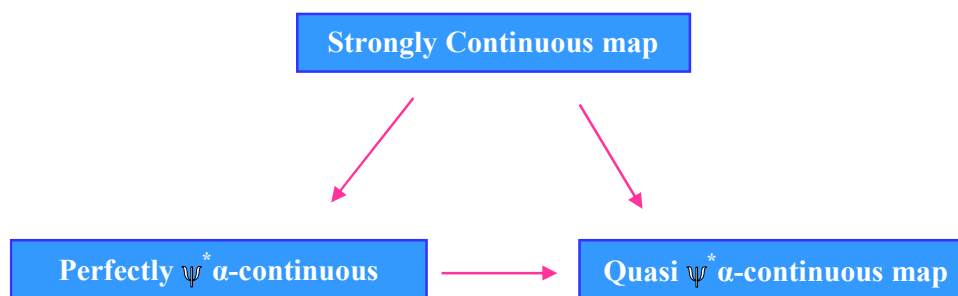 Strongly Continuous map
Perfectly ψ*α-continuous
Quasi ψ*α-continuous map